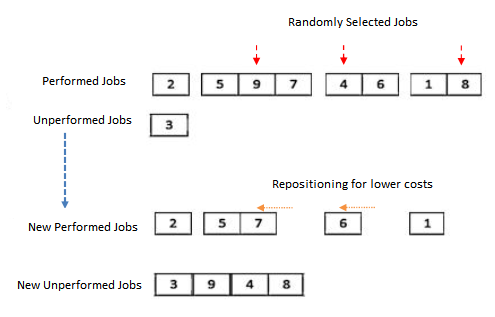 Randomly Selected Jobs
Performed Jobs 2 5 9 7 4 6 1 8
Unperformed Jobs 3
Repositioning for lower costs
New Performed Jobs 2 5 7 6 1
New Unperformed Jobs 3 9 4 8